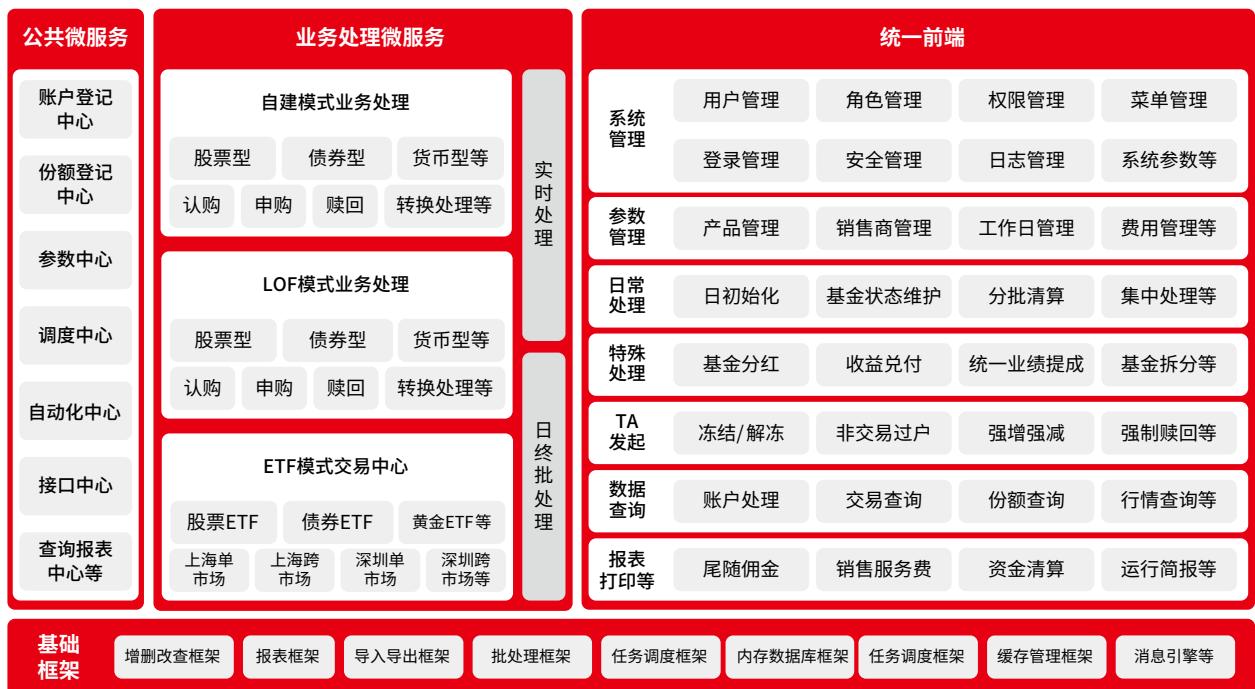 公共微服务
账户登记
中心
份额登记
中心
参数中心
调度中心
自动化中心
接口中心
查询报表
中心等
业务处理微服务
自建模式业务处理
股票型 债券型 货币型等
认购 申购 赎回 转换处理等
LOF模式业务处理
股票型 债券型 货币型等
认购 申购 赎回 转换处理等
ETF模式交易中心
股票ETF 债券ETF 黄金ETF等
上海单 上海跨 深圳单 深圳跨
市场 市场 市场 市场等
实时处理
日终批处理
统一前端
系统
管理
用户管理 角色管理 权限管理 菜单管理
登录管理 安全管理 日志管理 系统参数等
参数
管理
产品管理 销售商管理 工作日管理 费用管理等
日常
处理
日初始化 基金状态维护 分批清算 集中处理等
特殊
处理
基金分红 收益兑付 统一业绩提成 基金拆分等
TA
发起
冻结/解冻 非交易过户 强增强减 强制赎回等
数据
查询
账户处理 交易查询 份额查询 行情查询等
报表
打印等
尾随佣金 销售服务费 资金清算 运行简报等
基础
框架
增删改查框架 报表框架 导入导出框架 批处理框架 任务调度框架 内存数据库框架 任务调度框架 缓存管理框架 消息引擎等